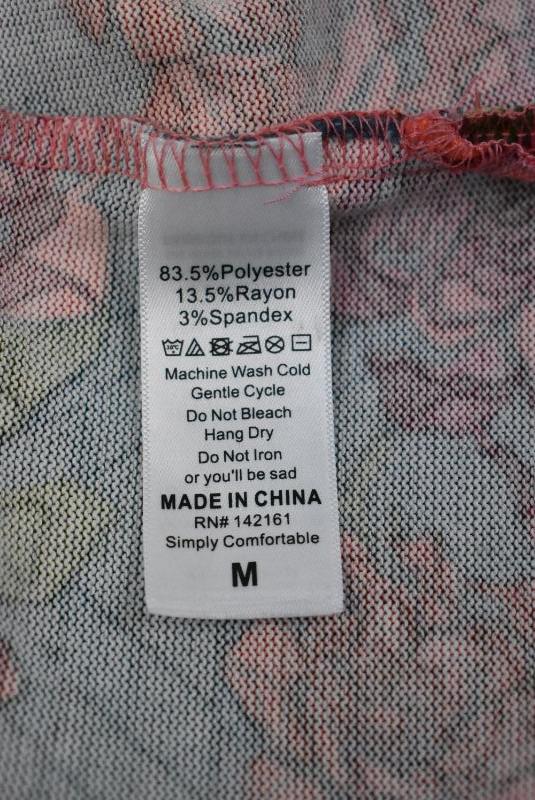 83.5%Polyester
13.5%Rayon
3%Spandex
30°C
Machine Wash Cold
Gentle Cycle
Do Not Bleach
Hang Dry
Do Not Iron
or you'll be sad
MADE IN CHINA
RN# 142161
Simply Comfortable
M